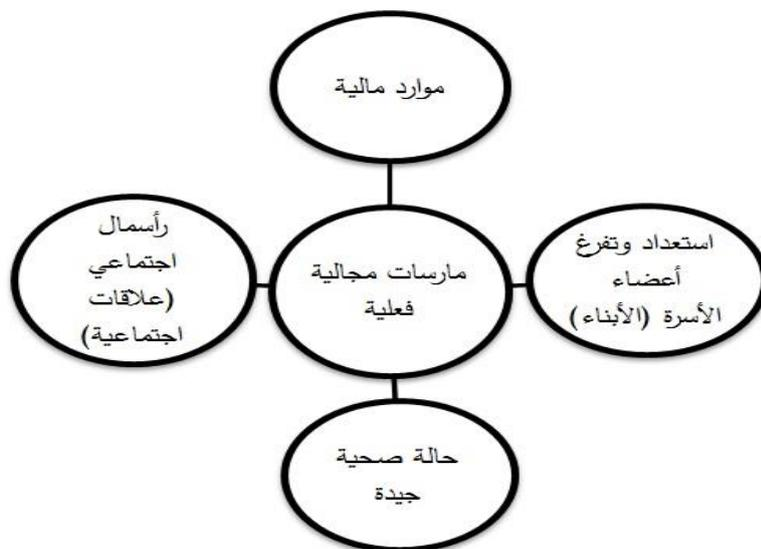 موارد مالية
استعداد وتفرغ
أعضاء
الأسرة (الأبناء)
مارسات مجالية
فعلية
رأسمال
اجتماعي
(علاقات
اجتماعية)
حالة صحية
جيدة